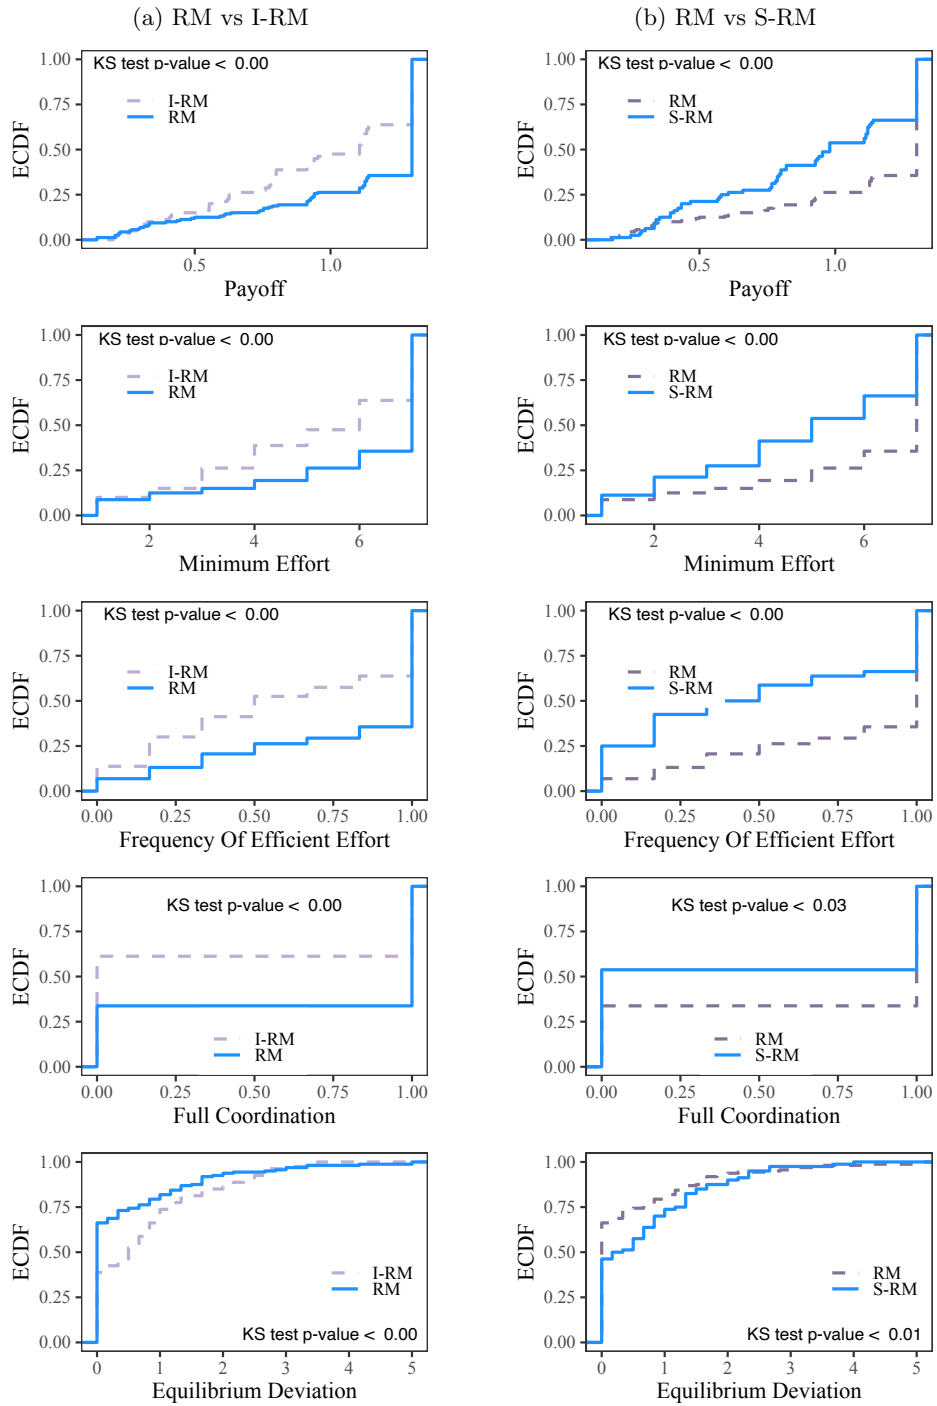 (a) RM vs I-RM
(b) RM vs S-RM
KS test p-value < 0.00
I-RM
RM
1.00
0.75
0.50
0.25
0.00
ECDF
0.5
1.0
Payoff
KS test p-value < 0.00
RM
S-RM
1.00
0.75
0.50
0.25
0.00
ECDF
0.5
1.0
Payoff
KS test p-value < 0.00
I-RM
RM
1.00
0.75
0.50
0.25
0.00
ECDF
2
4
6
Minimum Effort
KS test p-value < 0.00
RM
S-RM
1.00
0.75
0.50
0.25
0.00
ECDF
2
4
6
Minimum Effort
KS test p-value < 0.00
I-RM
RM
1.00
0.75
0.50
0.25
0.00
ECDF
0.00
0.25
0.50
0.75
1.00
Frequency Of Efficient Effort
KS test p-value < 0.00
RM
S-RM
1.00
0.75
0.50
0.25
0.00
ECDF
0.00
0.25
0.50
0.75
1.00
Frequency Of Efficient Effort
KS test p-value < 0.00
I-RM
RM
1.00
0.75
0.50
0.25
0.00
ECDF
0.00
0.25
0.50
0.75
1.00
Full Coordination
KS test p-value < 0.03
RM
S-RM
1.00
0.75
0.50
0.25
0.00
ECDF
0.00
0.25
0.50
0.75
1.00
Full Coordination
I-RM
RM
KS test p-value < 0.00
1.00
0.75
0.50
0.25
0.00
ECDF
0
1
2
3
4
5
Equilibrium Deviation
RM
S-RM
KS test p-value < 0.01
1.00
0.75
0.50
0.25
0.00
ECDF
0
1
2
3
4
5
Equilibrium Deviation